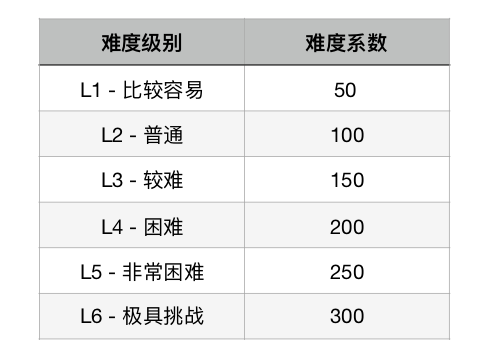 难度级别 难度系数
L1 - 比较容易 50
L2 - 普通 100
L3 - 较难 150
L4 - 困难 200
L5 - 非常困难 250
L6 - 极具挑战 300